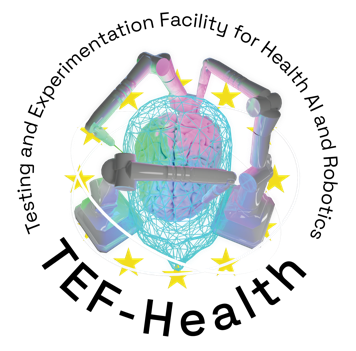 Testing and Experimentation Facility for Health AI and Robotics
TEF-Health